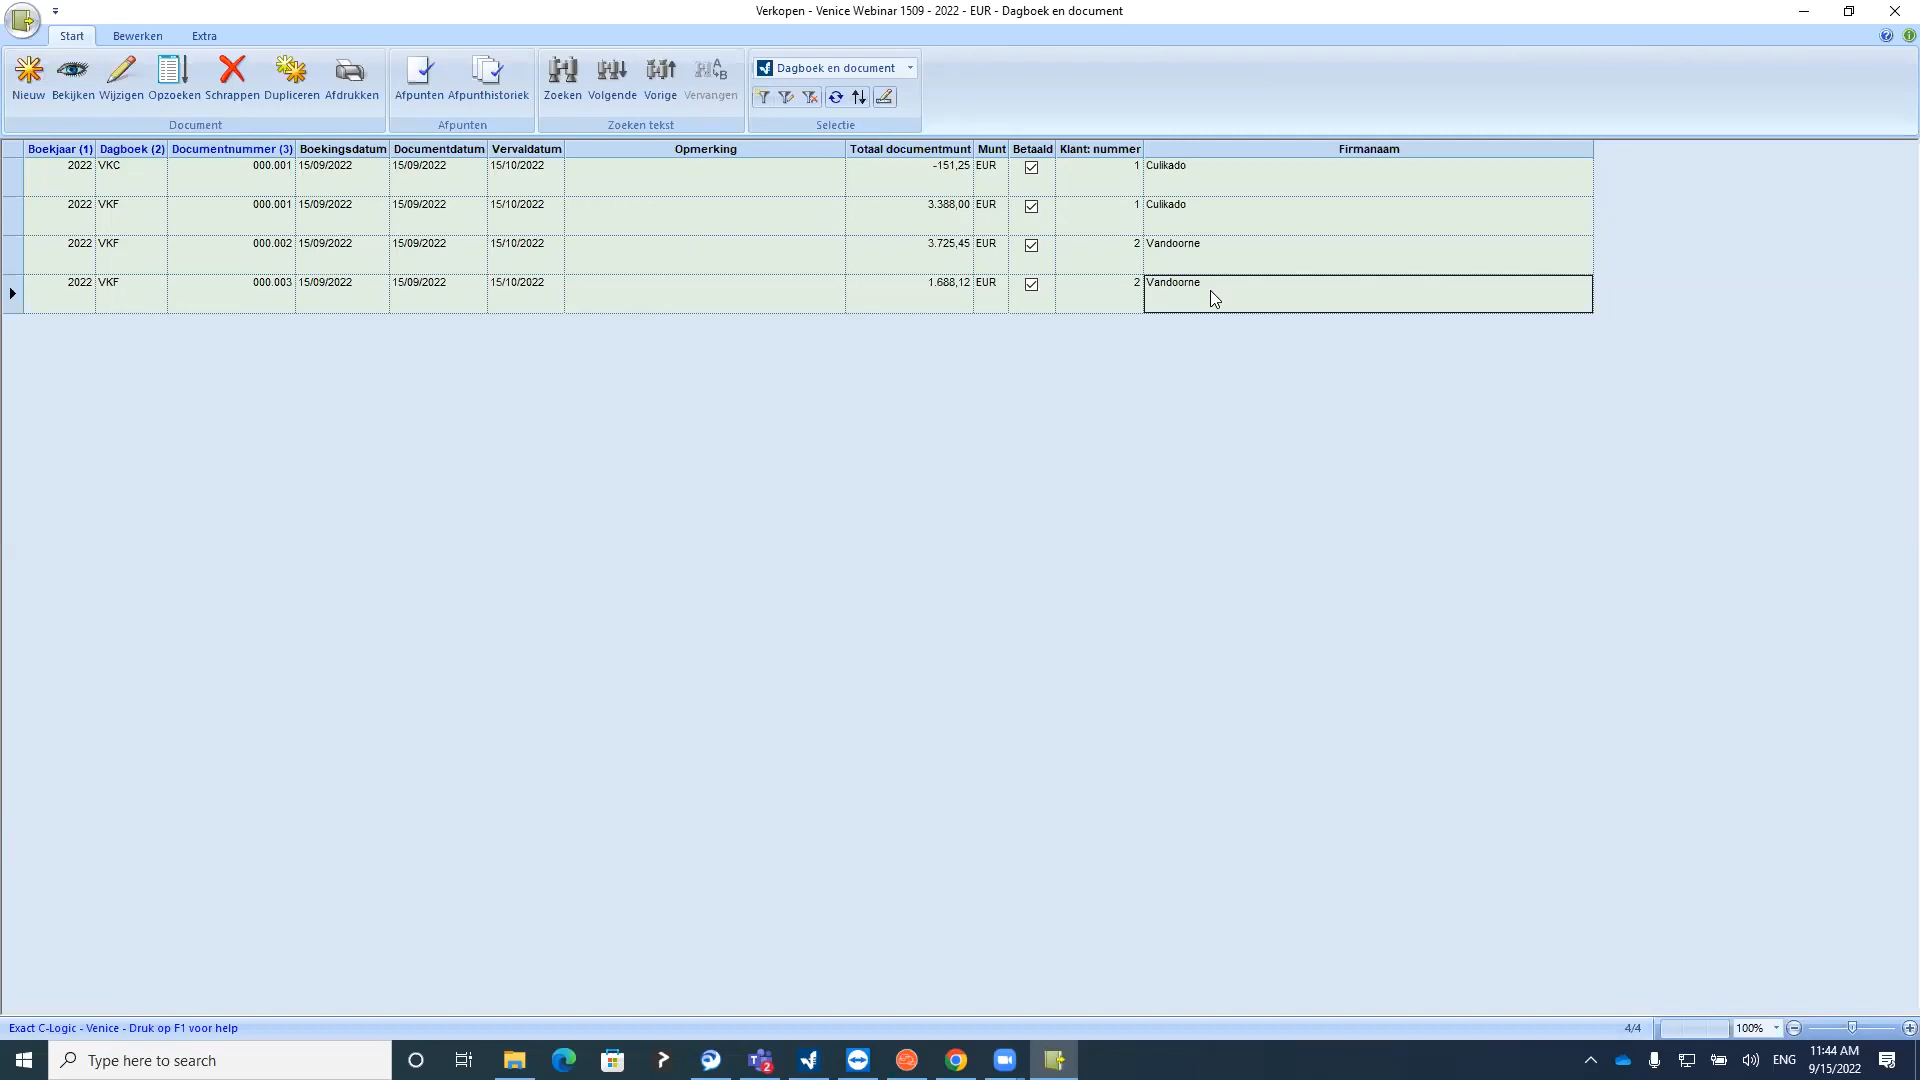 Verkopen - Venice Webinar 1509 - 2022 - EUR - Dagboek en document
Start Bewerken Extra
Nieuw Bekijken Wijzigen Opzoeken Schrappen Dupliceren Afdrukken Afpunten Afpunthistoriek Zoeken Volgende Vorige Vervangen Dagboek en document
Document Afpunten Zoeken tekst Selectie
Boekjaar (1) Dagboek (2) Documentnummer (3) Boekingsdatum Documentdatum Vervaldatum Opmerking Totaal documentmunt Munt Betaald Klant: nummer Firmanaam
2022 VKC 000.001 15/09/2022 15/09/2022 15/10/2022 -151,25 EUR 1 Culikado
2022 VKF 000.001 15/09/2022 15/09/2022 15/10/2022 3.388,00 EUR 1 Culikado
2022 VKF 000.002 15/09/2022 15/09/2022 15/10/2022 3.725,45 EUR 2 Vandoorne
2022 VKF 000.003 15/09/2022 15/09/2022 15/10/2022 1.688,12 EUR 2 Vandoorne
Exact C-Logic - Venice - Druk op F1 voor help 4/4 100%
Type here to search 2 ENG 11:44 AM
9/15/2022